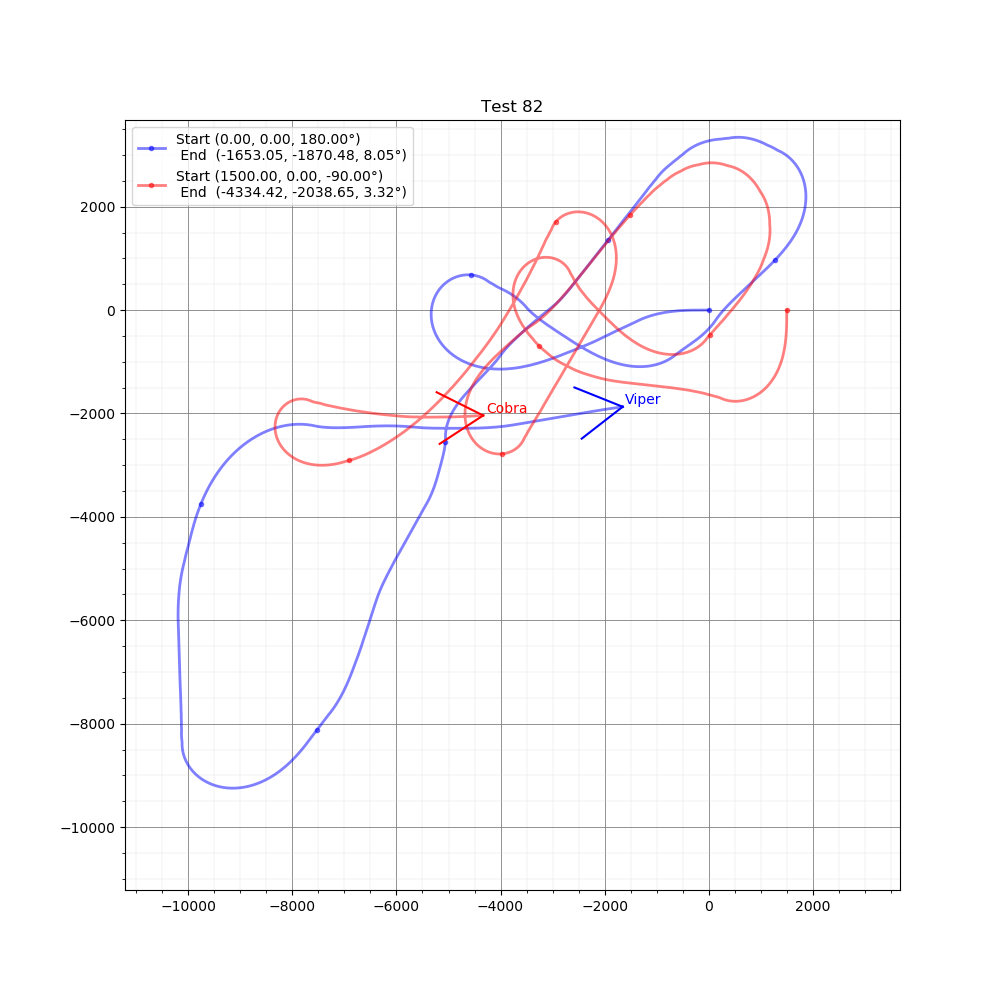 Test 82
Start (0.00, 0.00, 180.00°)
End  (-1653.05, -1870.48, 8.05°)
Start (1500.00, 0.00, -90.00°)
End  (-4334.42, -2038.65, 3.32°)
2000
0
−2000
−4000
−6000
−8000
−10000
Cobra
Viper
−10000 −8000 −6000 −4000 −2000 0 2000